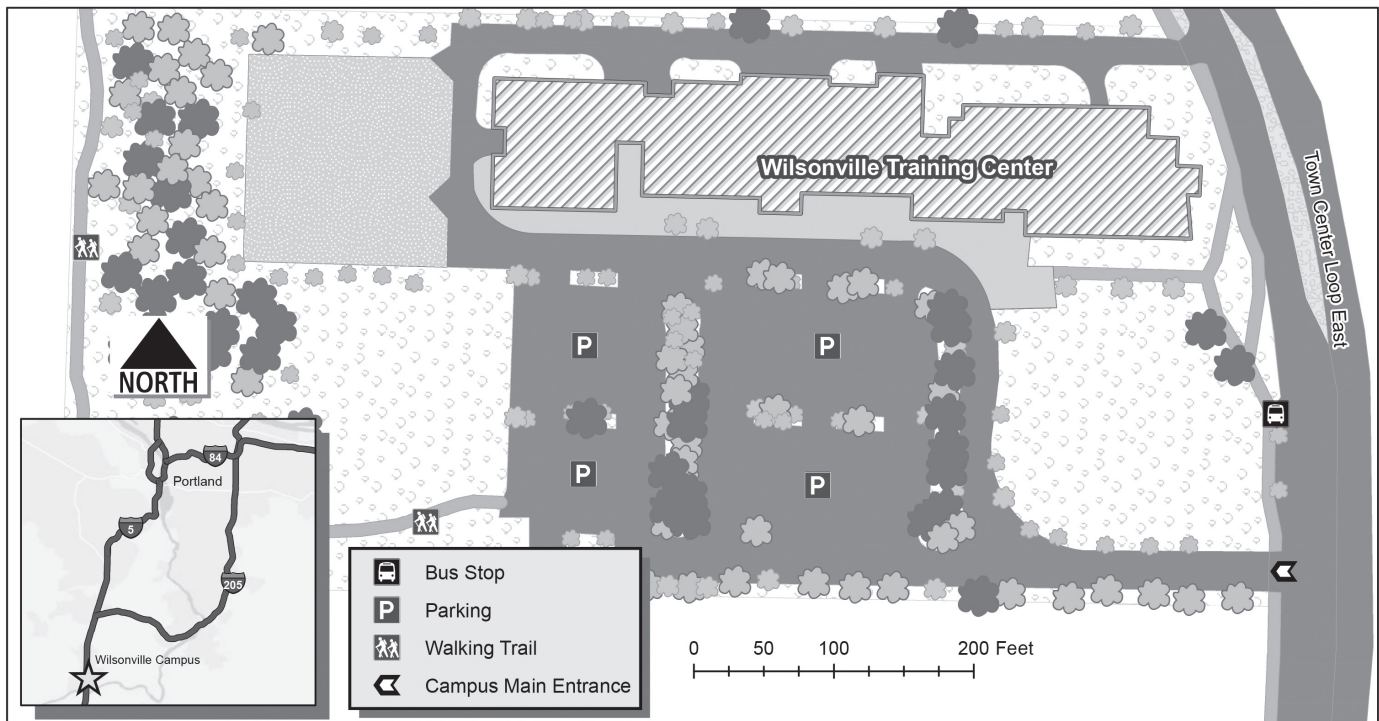 Wilsonville Training Center
Town Center Loop East
NORTH
P
P
P
P
84
Portland
5
205
Wilsonville Campus
Bus Stop
P Parking
Walking Trail
Campus Main Entrance
0 50 100 200 Feet